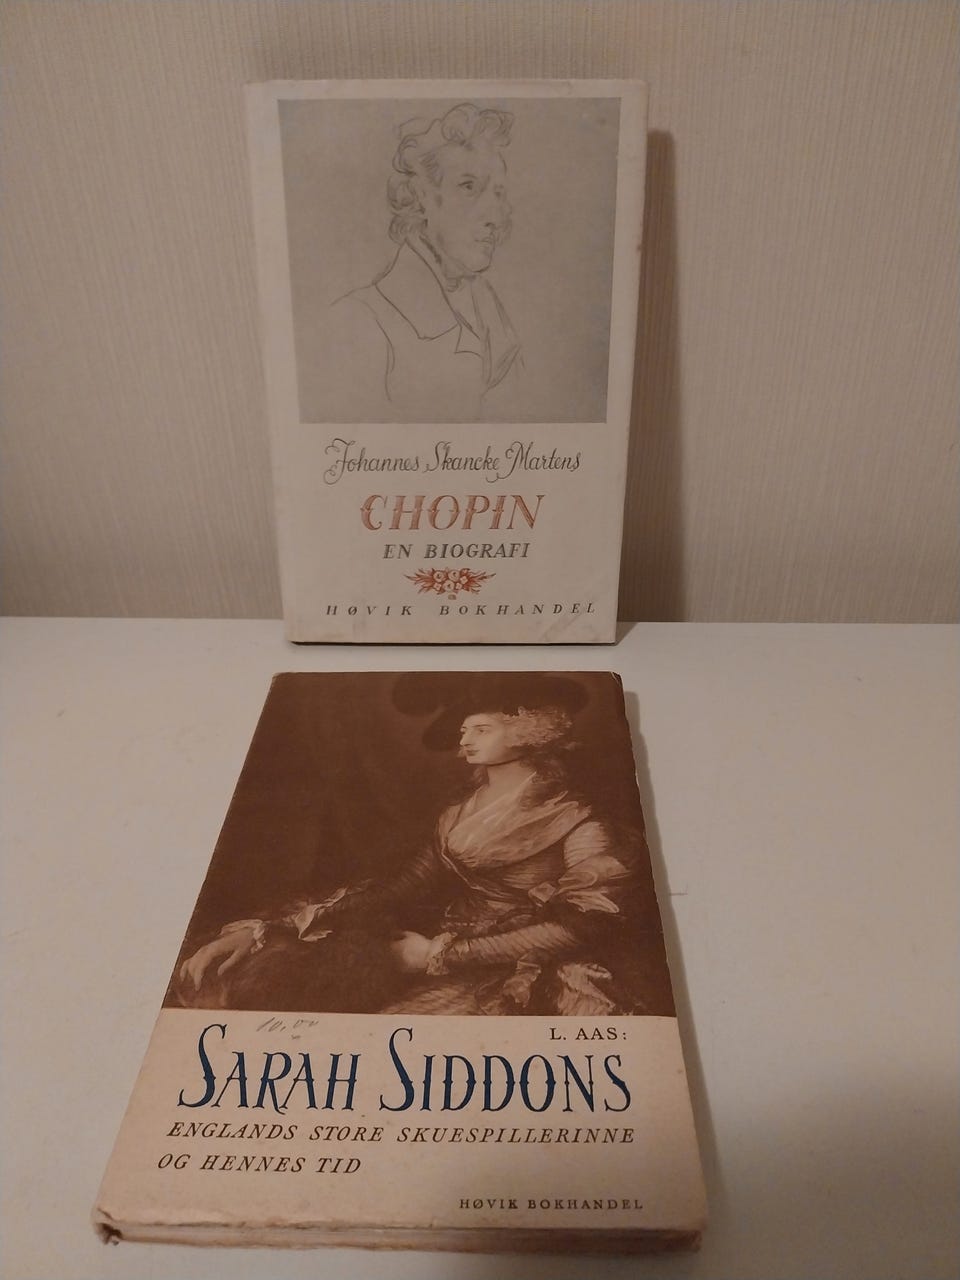 Johannes Skancke Martens
CHOPIN
EN BIOGRAFI
HØVIK BOKHANDEL
10,00
L. AAS:
SARAH SIDDONS
ENGLANDS STORE SKUESPILLERINNE
OG HENNES TID
HØVIK BOKHANDEL